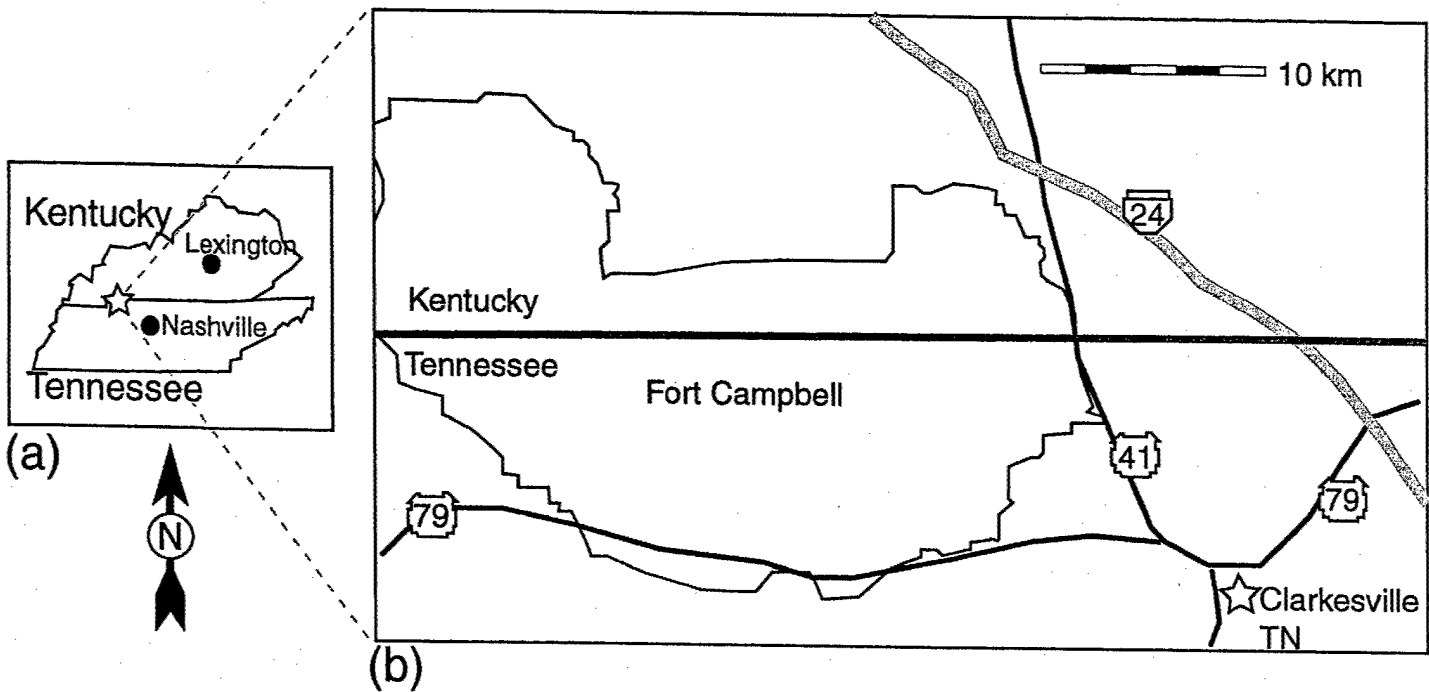 Kentucky
Lexington
Nashville
Tennessee
(a)
N
10 km
24
Kentucky
Tennessee
Fort Campbell
41
79
79
Clarkesville
TN
(b)